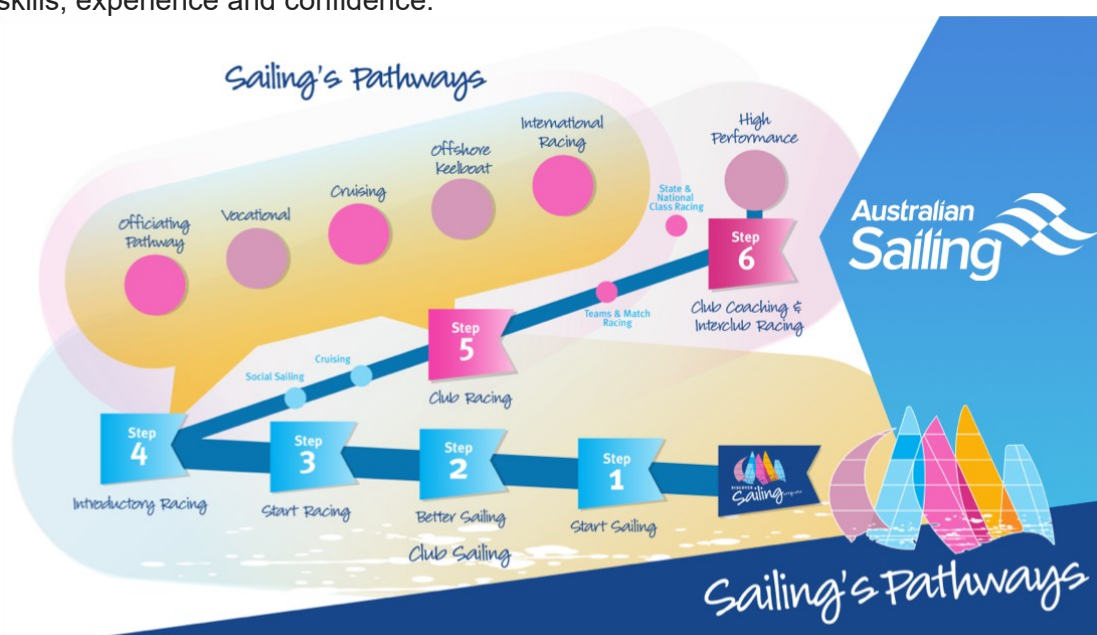 skills, experience and confidence.
Sailing's Pathways
Officiating
Pathway
Vocational
Cruising
Offshore
Keelboat
International
Racing
High
Performance
State &
National
Class Racing
Step
6
Club Coaching &
Interclub Racing
Teams & Match
Racing
Step
5
Club Racing
Cruising
Social Sailing
Step
4
Introductory Racing
Step
3
Start Racing
Step
2
Better Sailing
Step
1
Start Sailing
Club Sailing
DISCOVER
Sailing
programs
Australian
Sailing
Sailing's Pathways